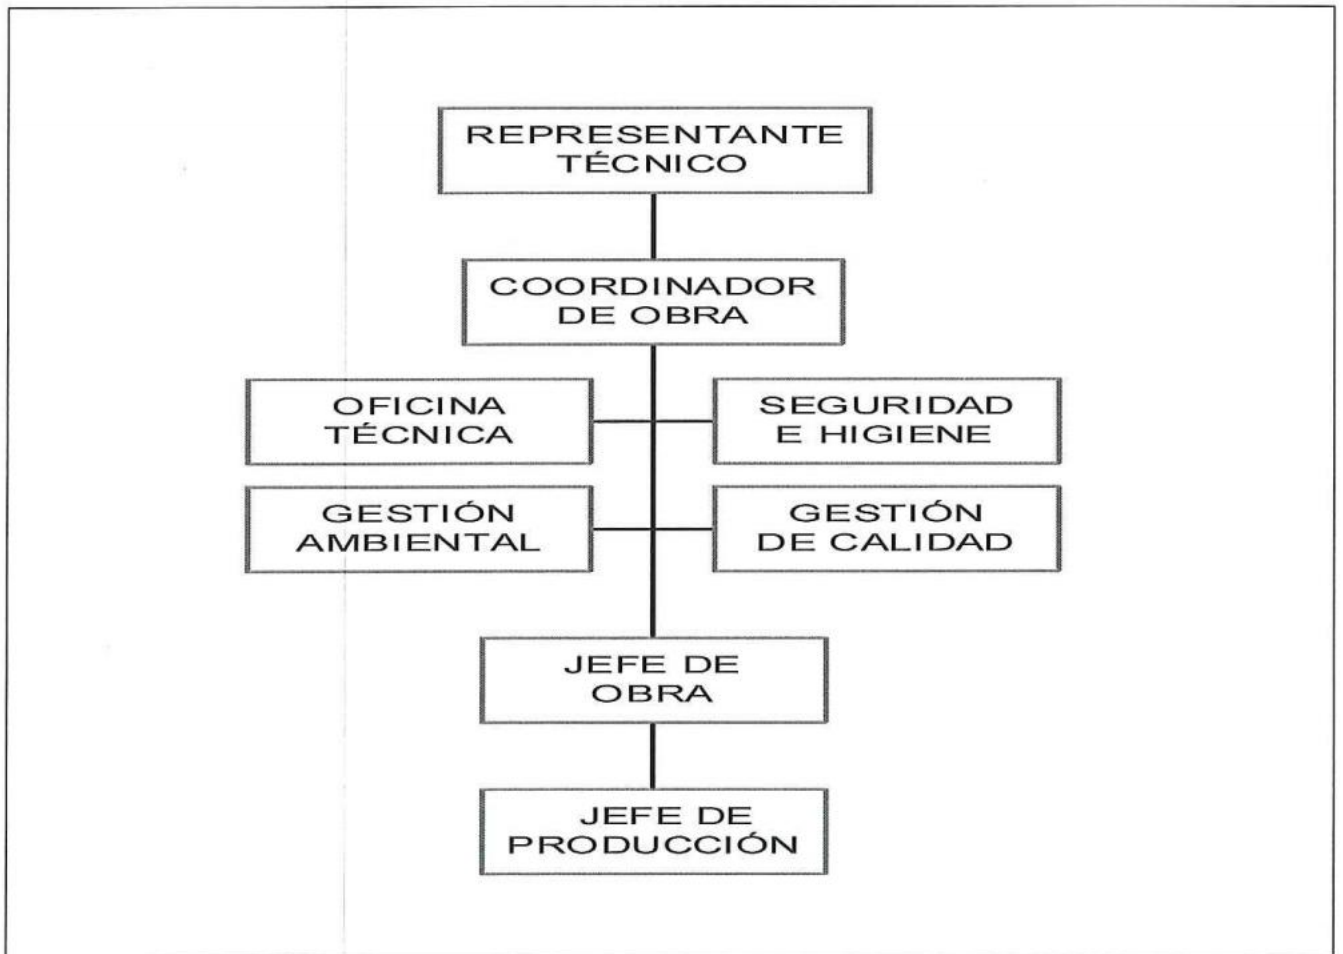 REPRESENTANTE
TÉCNICO
COORDINADOR
DE OBRA
OFICINA
TÉCNICA
SEGURIDAD
E HIGIENE
GESTIÓN
AMBIENTAL
GESTIÓN
DE CALIDAD
JEFE DE
OBRA
JEFE DE
PRODUCCIÓN